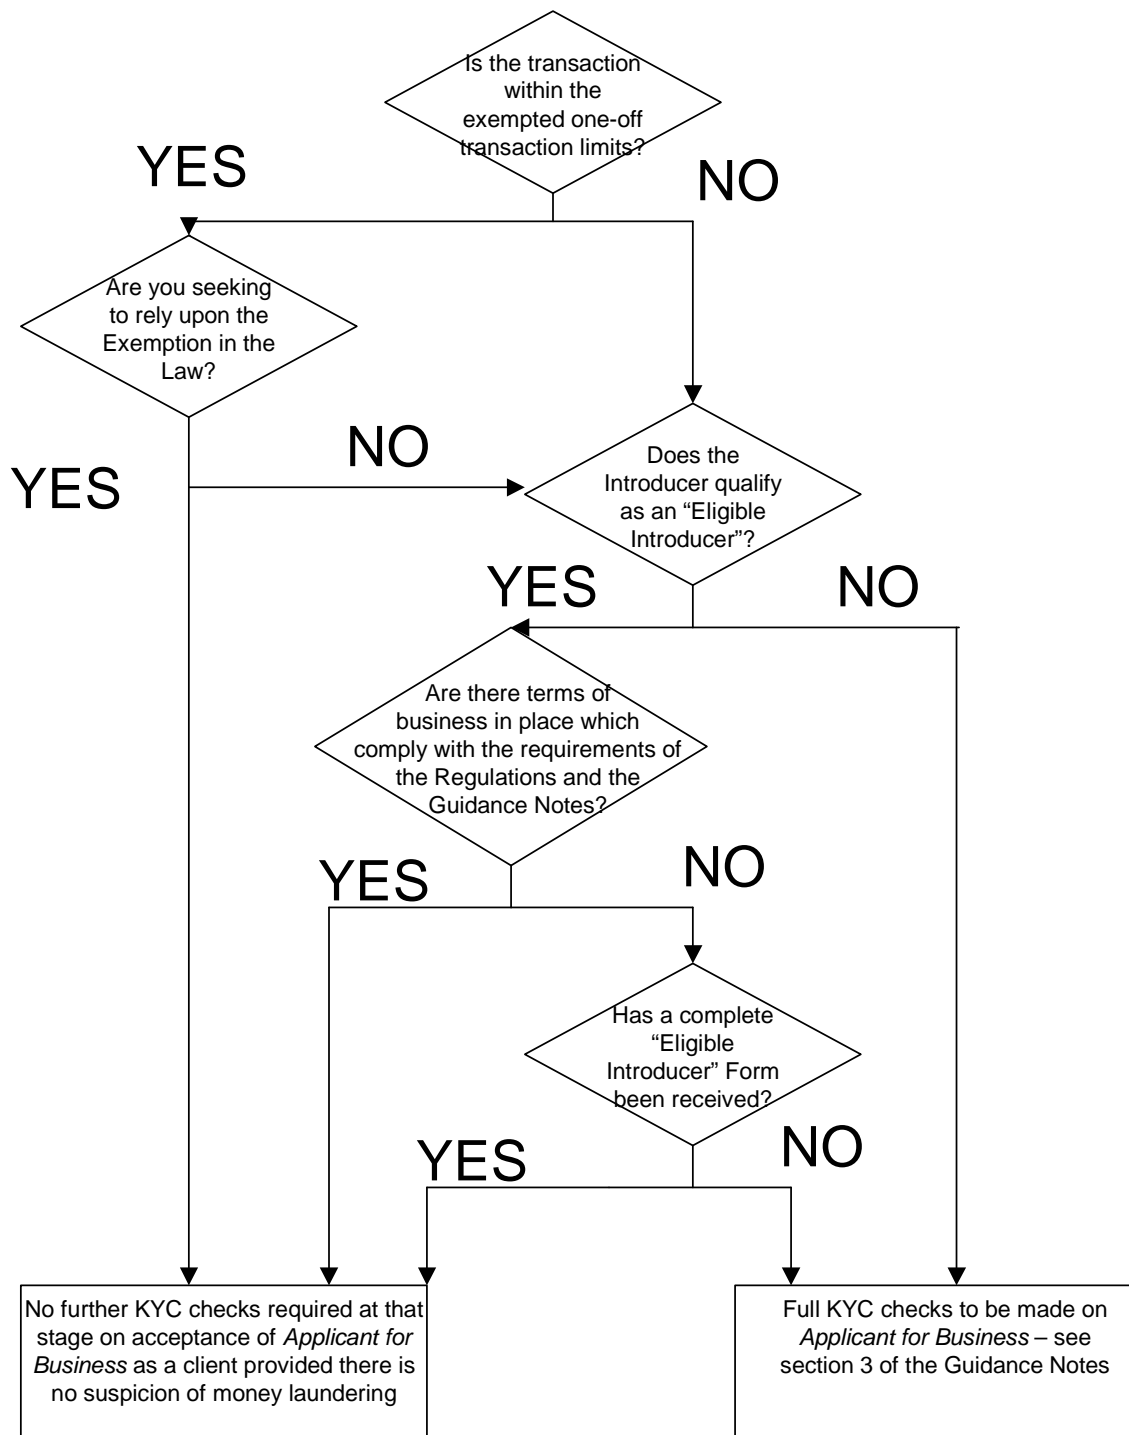 Is the transaction
within the
exempted one-off
transaction limits?
YES
NO
Are you seeking
to rely upon the
Exemption in the
Law?
YES
NO
Does the
Introducer qualify
as an “Eligible
Introducer”?
YES
NO
Are there terms of
business in place which
comply with the requirements of
the Regulations and the
Guidance Notes?
YES
NO
Has a complete
“Eligible
Introducer” Form
been received?
YES
NO
No further KYC checks required at that
stage on acceptance of Applicant for
Business as a client provided there is
no suspicion of money laundering
Full KYC checks to be made on
Applicant for Business – see
section 3 of the Guidance Notes